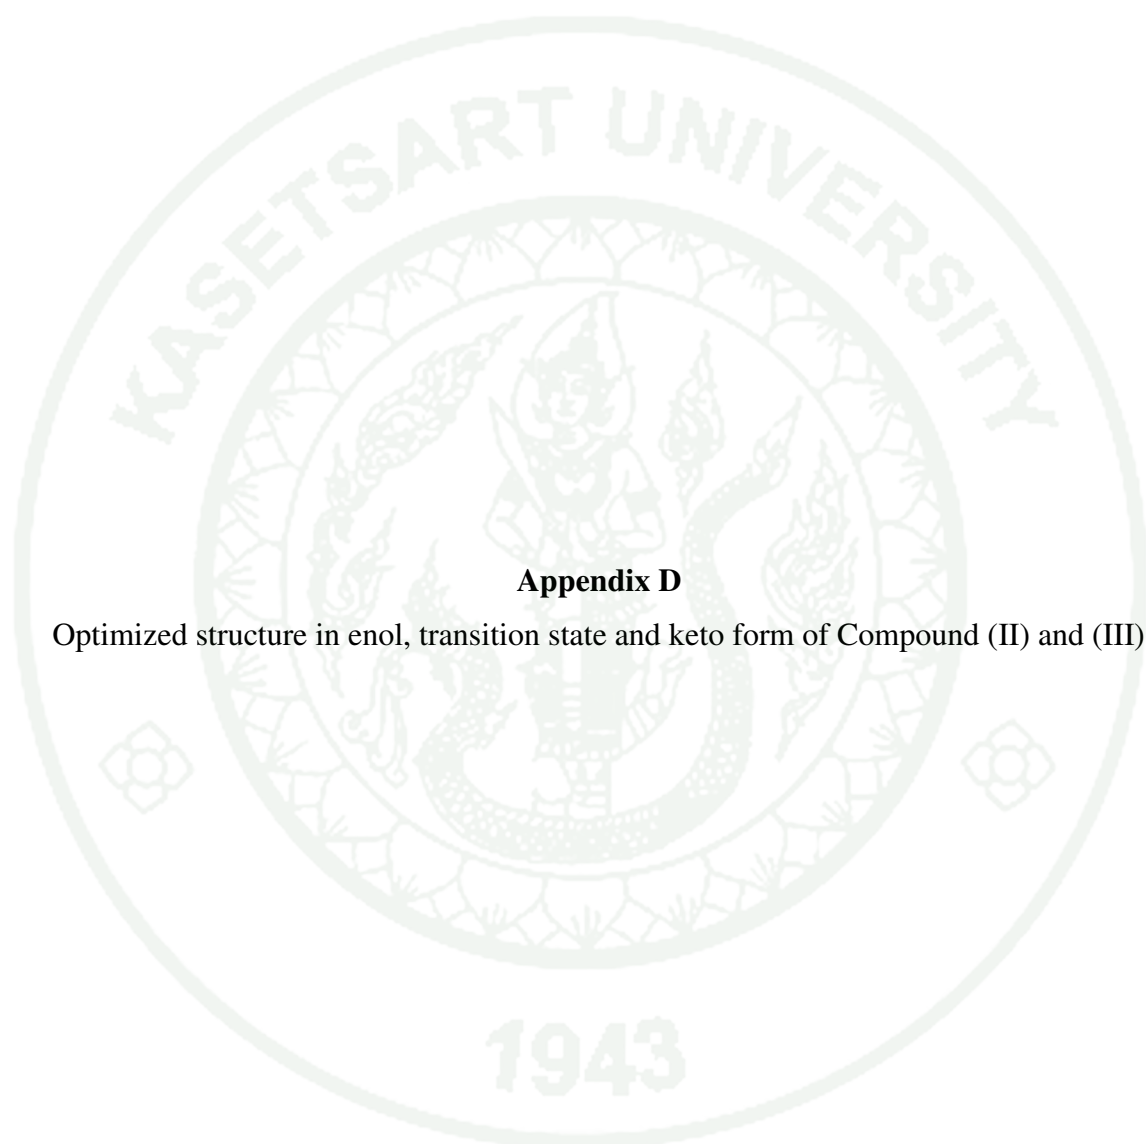 KASETSART UNIVERSITY
Appendix D
Optimized structure in enol, transition state and keto form of Compound (II) and (III)
1943